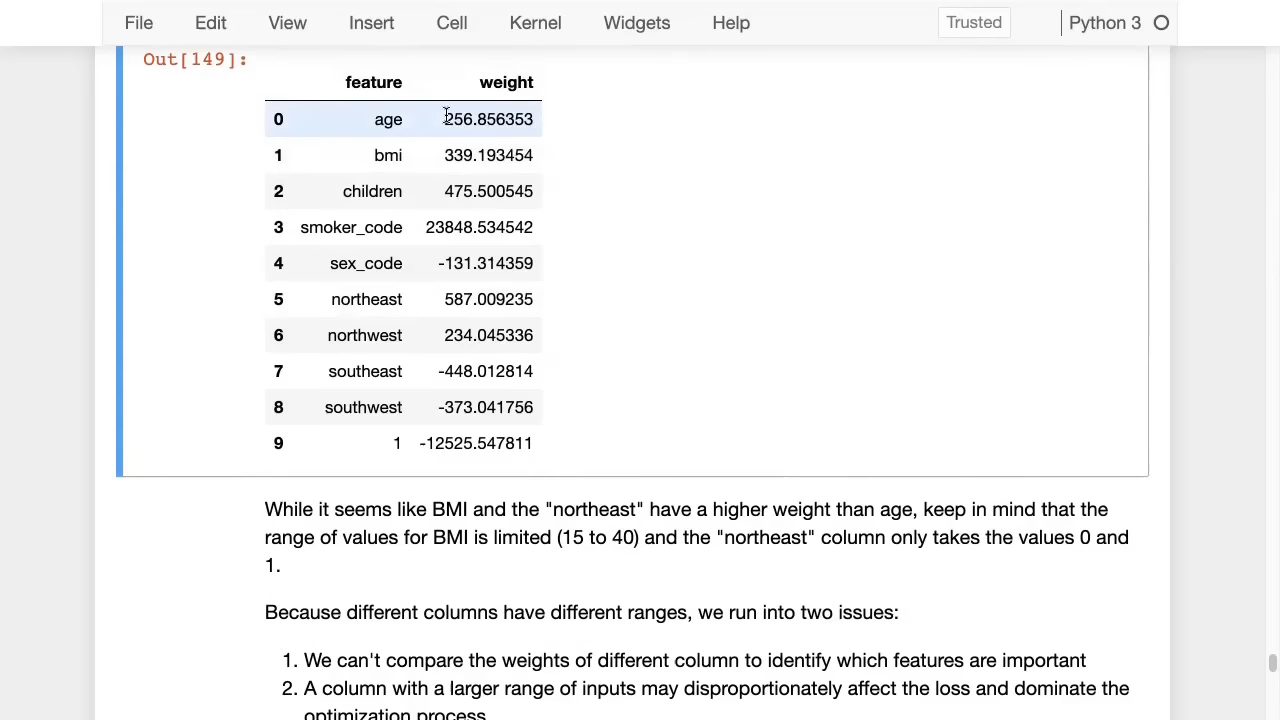 File Edit View Insert Cell Kernel Widgets Help Trusted Python 3
Out[149]:
feature weight
0 age 256.856353
1 bmi 339.193454
2 children 475.500545
3 smoker_code 23848.534542
4 sex_code -131.314359
5 northeast 587.009235
6 northwest 234.045336
7 southeast -448.012814
8 southwest -373.041756
9 1 -12525.547811
While it seems like BMI and the "northeast" have a higher weight than age, keep in mind that the
range of values for BMI is limited (15 to 40) and the "northeast" column only takes the values 0 and
1.
Because different columns have different ranges, we run into two issues:
1. We can't compare the weights of different column to identify which features are important
2. A column with a larger range of inputs may disproportionately affect the loss and dominate the
optimization process